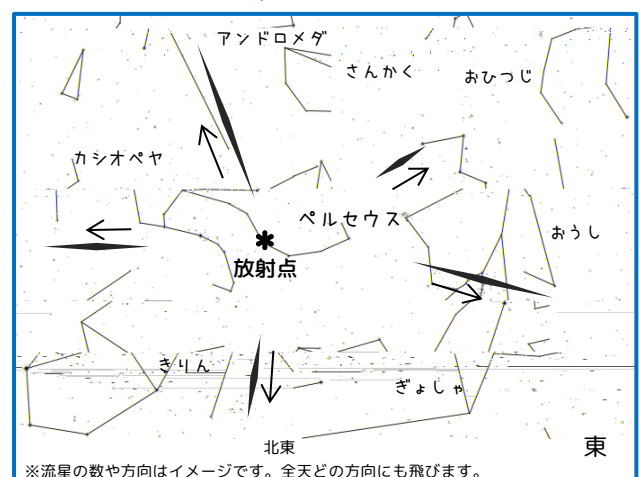 アンドロメダ
さんかく
おひつじ
カシオペヤ
ペルセウス
おうし
放射点
きりん
ぎょしゃ
北東
東
※流星の数や方向はイメージです。全天どの方向にも飛びます。